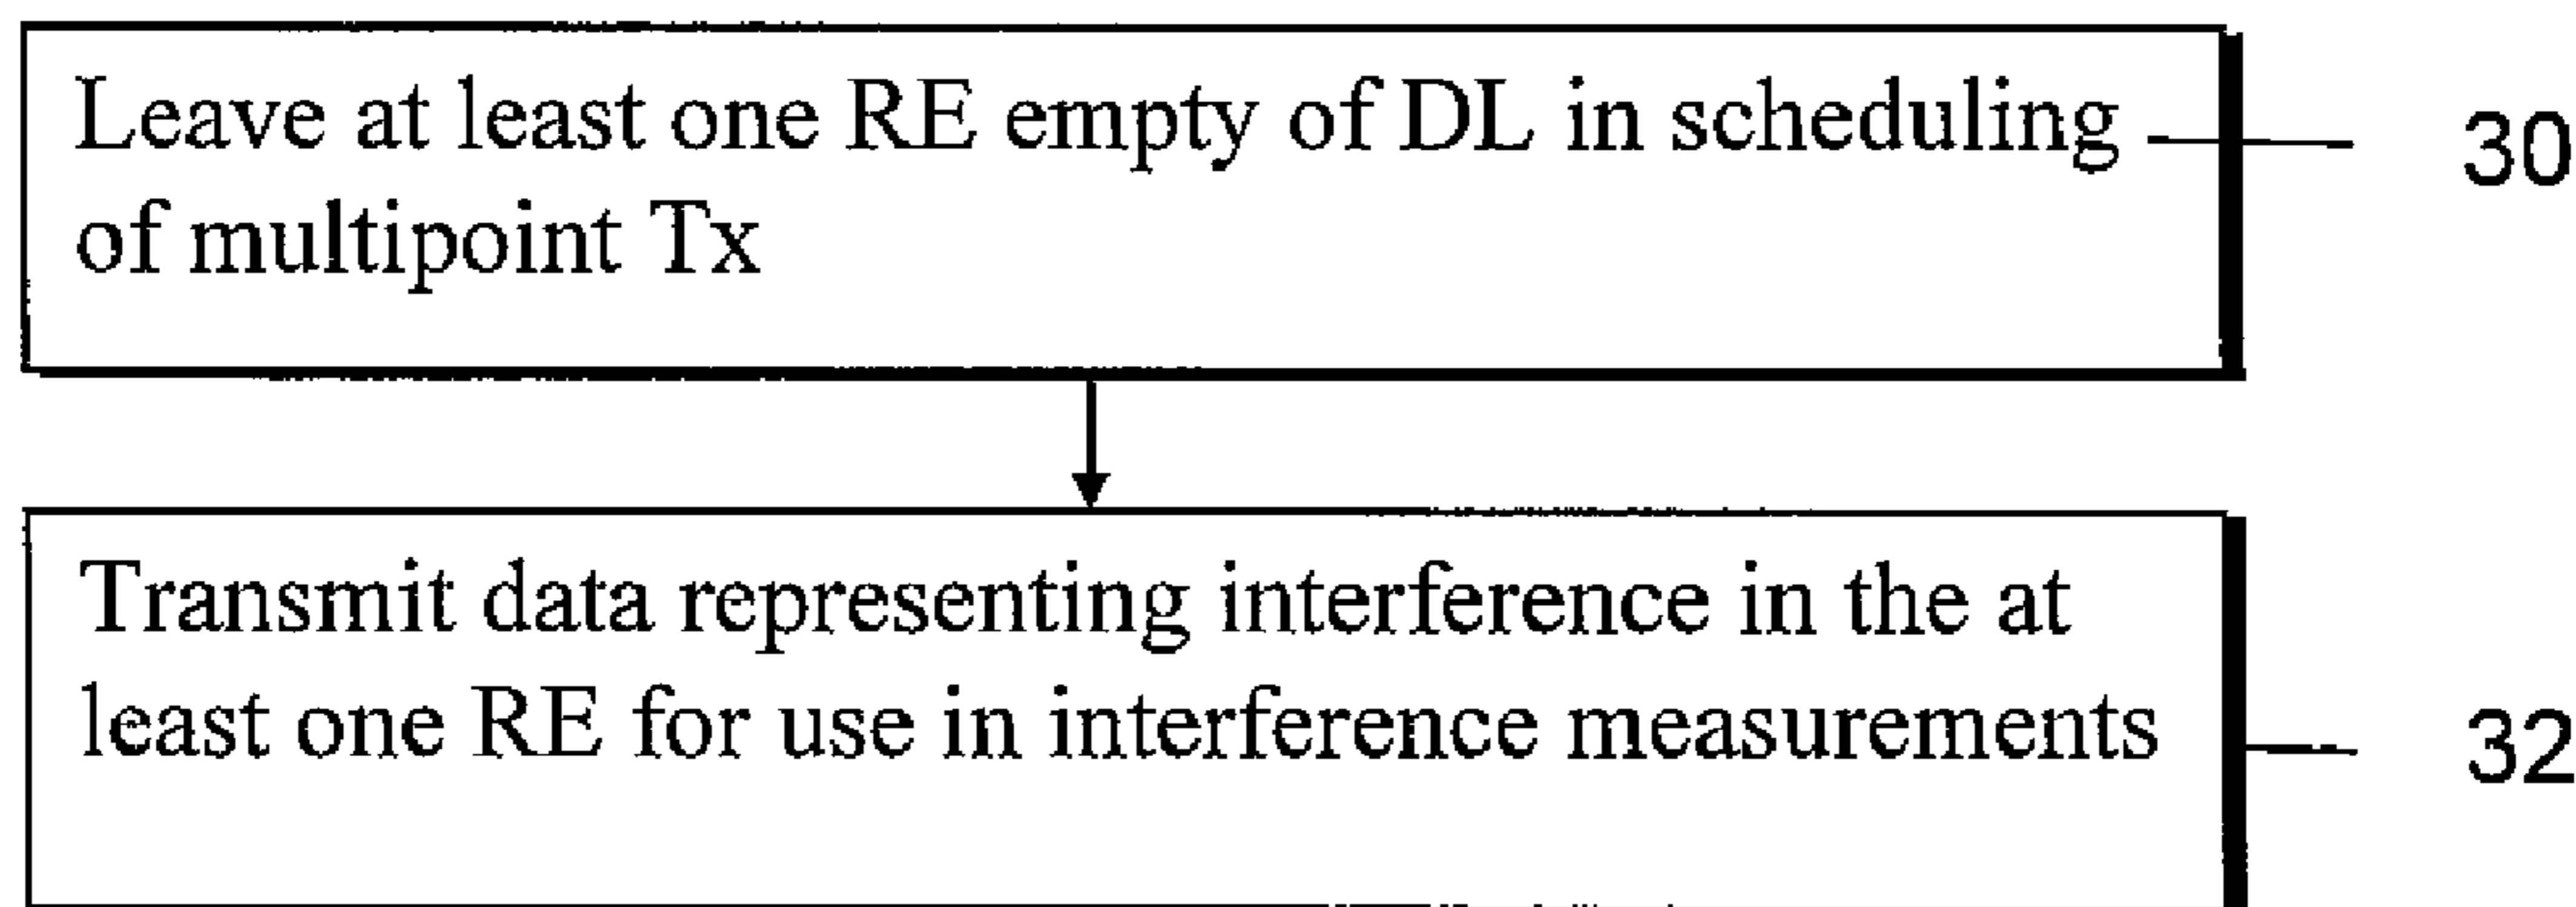 Leave at least one RE empty of DL in scheduling
of multipoint Tx
30
Transmit data representing interference in the at
least one RE for use in interference measurements
32